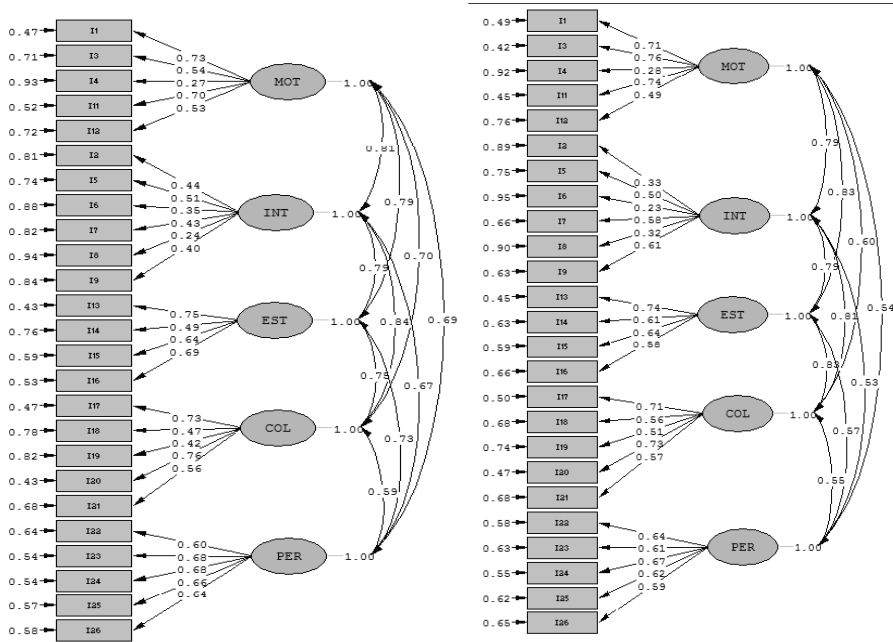 0.47 I1
0.71 I3
0.93 I4
0.52 I11
0.72 I12
0.81 I2
0.74 I5
0.88 I6
0.82 I7
0.94 I8
0.84 I9
0.43 I13
0.76 I14
0.59 I15
0.53 I16
0.47 I17
0.78 I18
0.82 I19
0.43 I20
0.68 I21
0.64 I22
0.54 I23
0.54 I24
0.57 I25
0.58 I26
0.73
0.54
0.27
0.70
0.53
0.44
0.51
0.35
0.43
0.24
0.40
0.75
0.49
0.64
0.69
0.73
0.47
0.42
0.76
0.56
0.60
0.68
0.68
0.66
0.64
MOT 1.00
INT 1.00
EST 1.00
COL 1.00
PER 1.00
0.81
0.79
0.70
0.79
0.84
0.69
0.75
0.67
0.73
0.59
0.49 I1
0.42 I3
0.92 I4
0.45 I11
0.76 I12
0.89 I2
0.75 I5
0.95 I6
0.66 I7
0.90 I8
0.63 I9
0.45 I13
0.63 I14
0.59 I15
0.66 I16
0.50 I17
0.68 I18
0.74 I19
0.47 I20
0.68 I21
0.58 I22
0.63 I23
0.55 I24
0.62 I25
0.65 I26
0.71
0.76
0.28
0.74
0.49
0.33
0.50
0.23
0.58
0.32
0.61
0.74
0.61
0.64
0.58
0.71
0.56
0.51
0.73
0.57
0.64
0.61
0.67
0.62
0.59
MOT 1.00
INT 1.00
EST 1.00
COL 1.00
PER 1.00
0.79
0.83
0.60
0.79
0.54
0.81
0.83
0.53
0.57
0.55